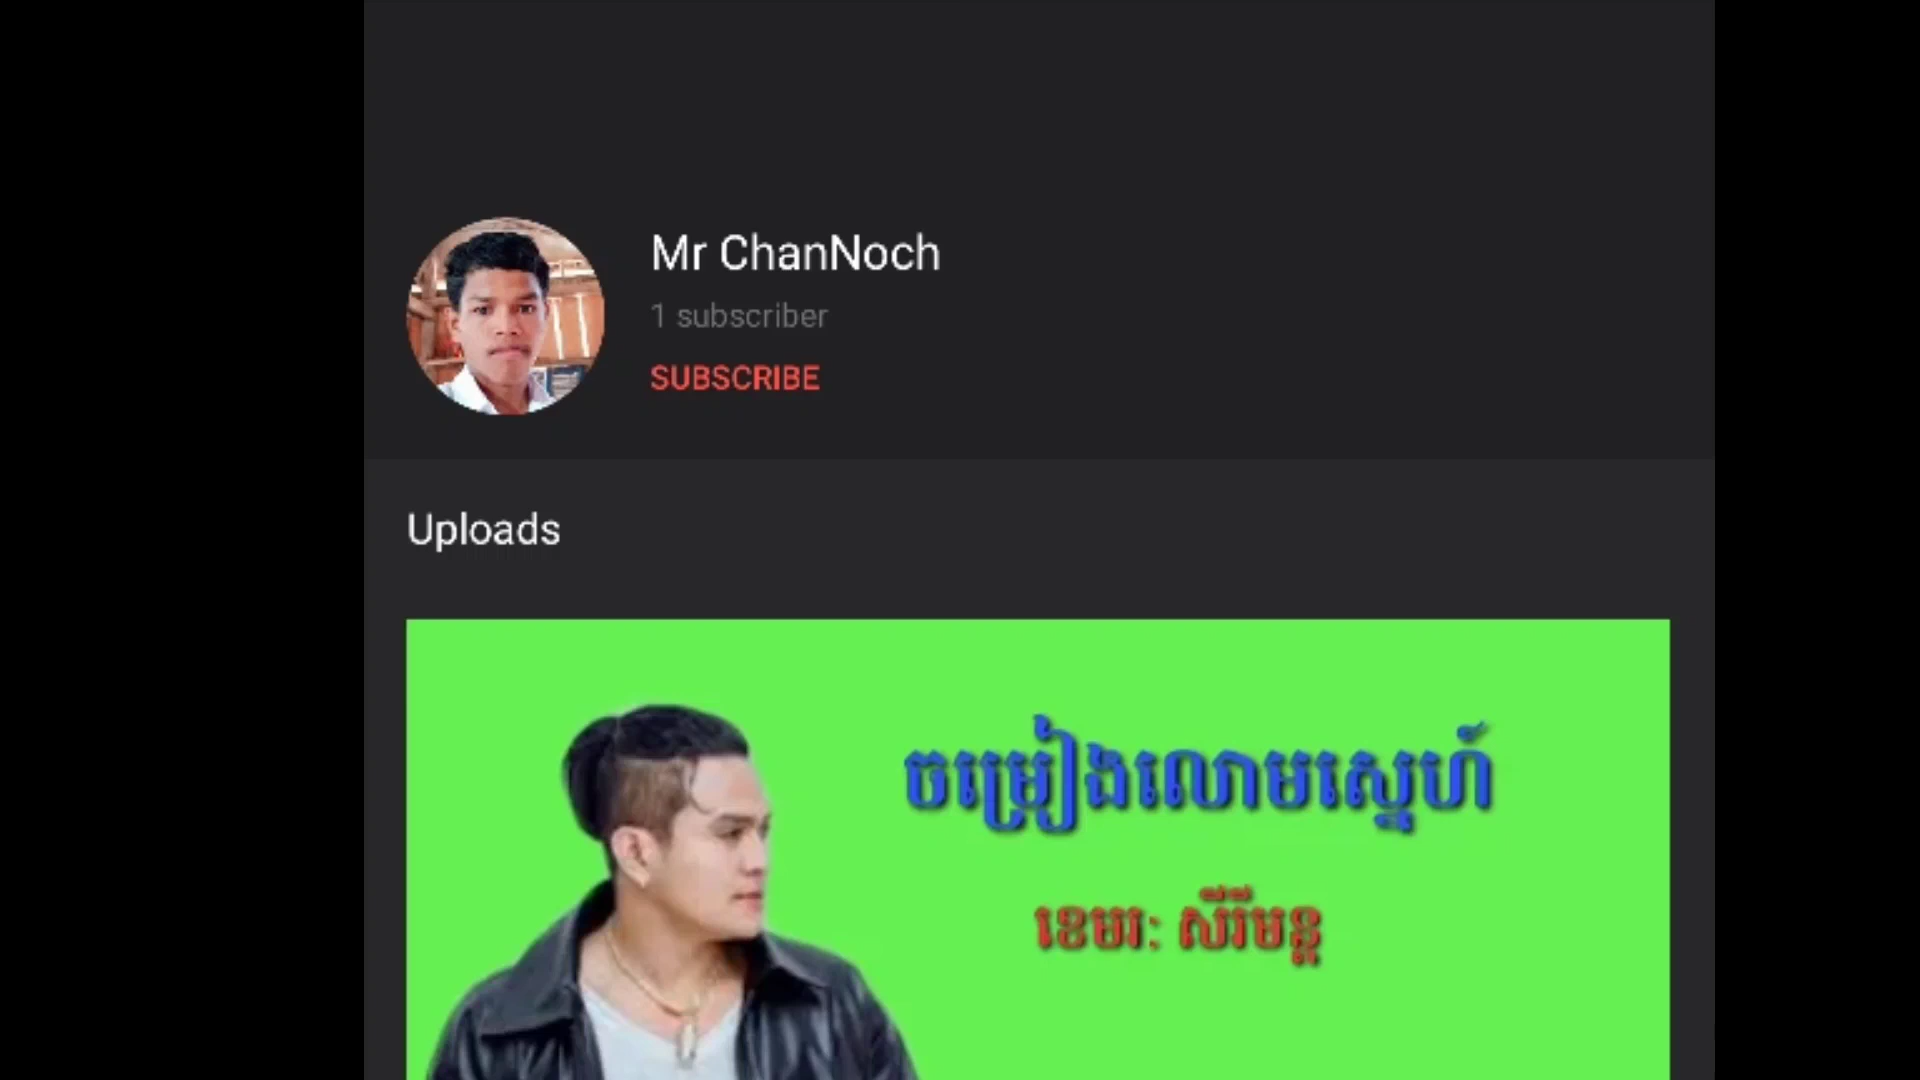 Mr ChanNoch
1 subscriber
SUBSCRIBE
Uploads
ចម្រៀងលោមស្នេហ៍
ខេមរៈ សិរីមន្ត